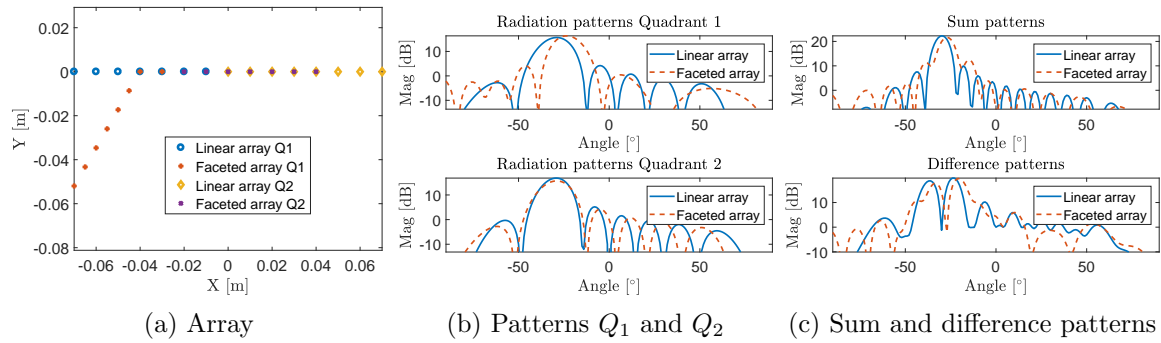 0.02
0
-0.02
-0.04
-0.06
-0.08
Y [m]
-0.06
-0.04
-0.02
0
0.02
0.04
0.06
X [m]
Linear array Q1
Faceted array Q1
Linear array Q2
Faceted array Q2
(a) Array
Radiation patterns Quadrant 1
Mag [dB]
10
0
-10
Linear array
Faceted array
-50
0
50
Angle [°]
Radiation patterns Quadrant 2
Mag [dB]
10
0
-10
Linear array
Faceted array
-50
0
50
Angle [°]
(b) Patterns Q1 and Q2
Sum patterns
Mag [dB]
20
10
0
Linear array
Faceted array
-50
0
50
Angle [°]
Difference patterns
Mag [dB]
10
0
-10
Linear array
Faceted array
-50
0
50
Angle [°]
(c) Sum and difference patterns